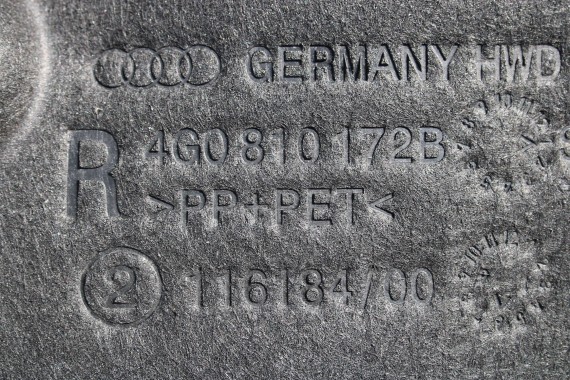 GERMANY HWD
R 4G0 810 172B
>PP+PET<
2 116184/00